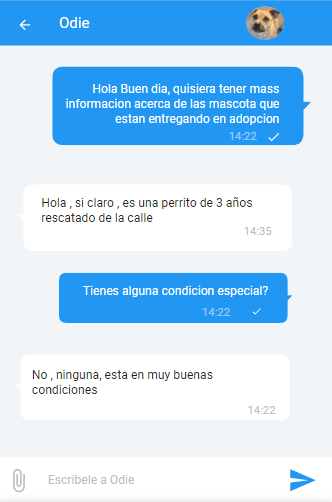 Odie
Hola Buen dia, quisiera tener mass
informacion acerca de las mascota que
estan entregando en adopcion
14:22
Hola , si claro , es una perrito de 3 años
rescatado de la calle
14:35
Tienes alguna condicion especial?
14:22
No , ninguna, esta en muy buenas
condiciones
14:22
Escribele a Odie